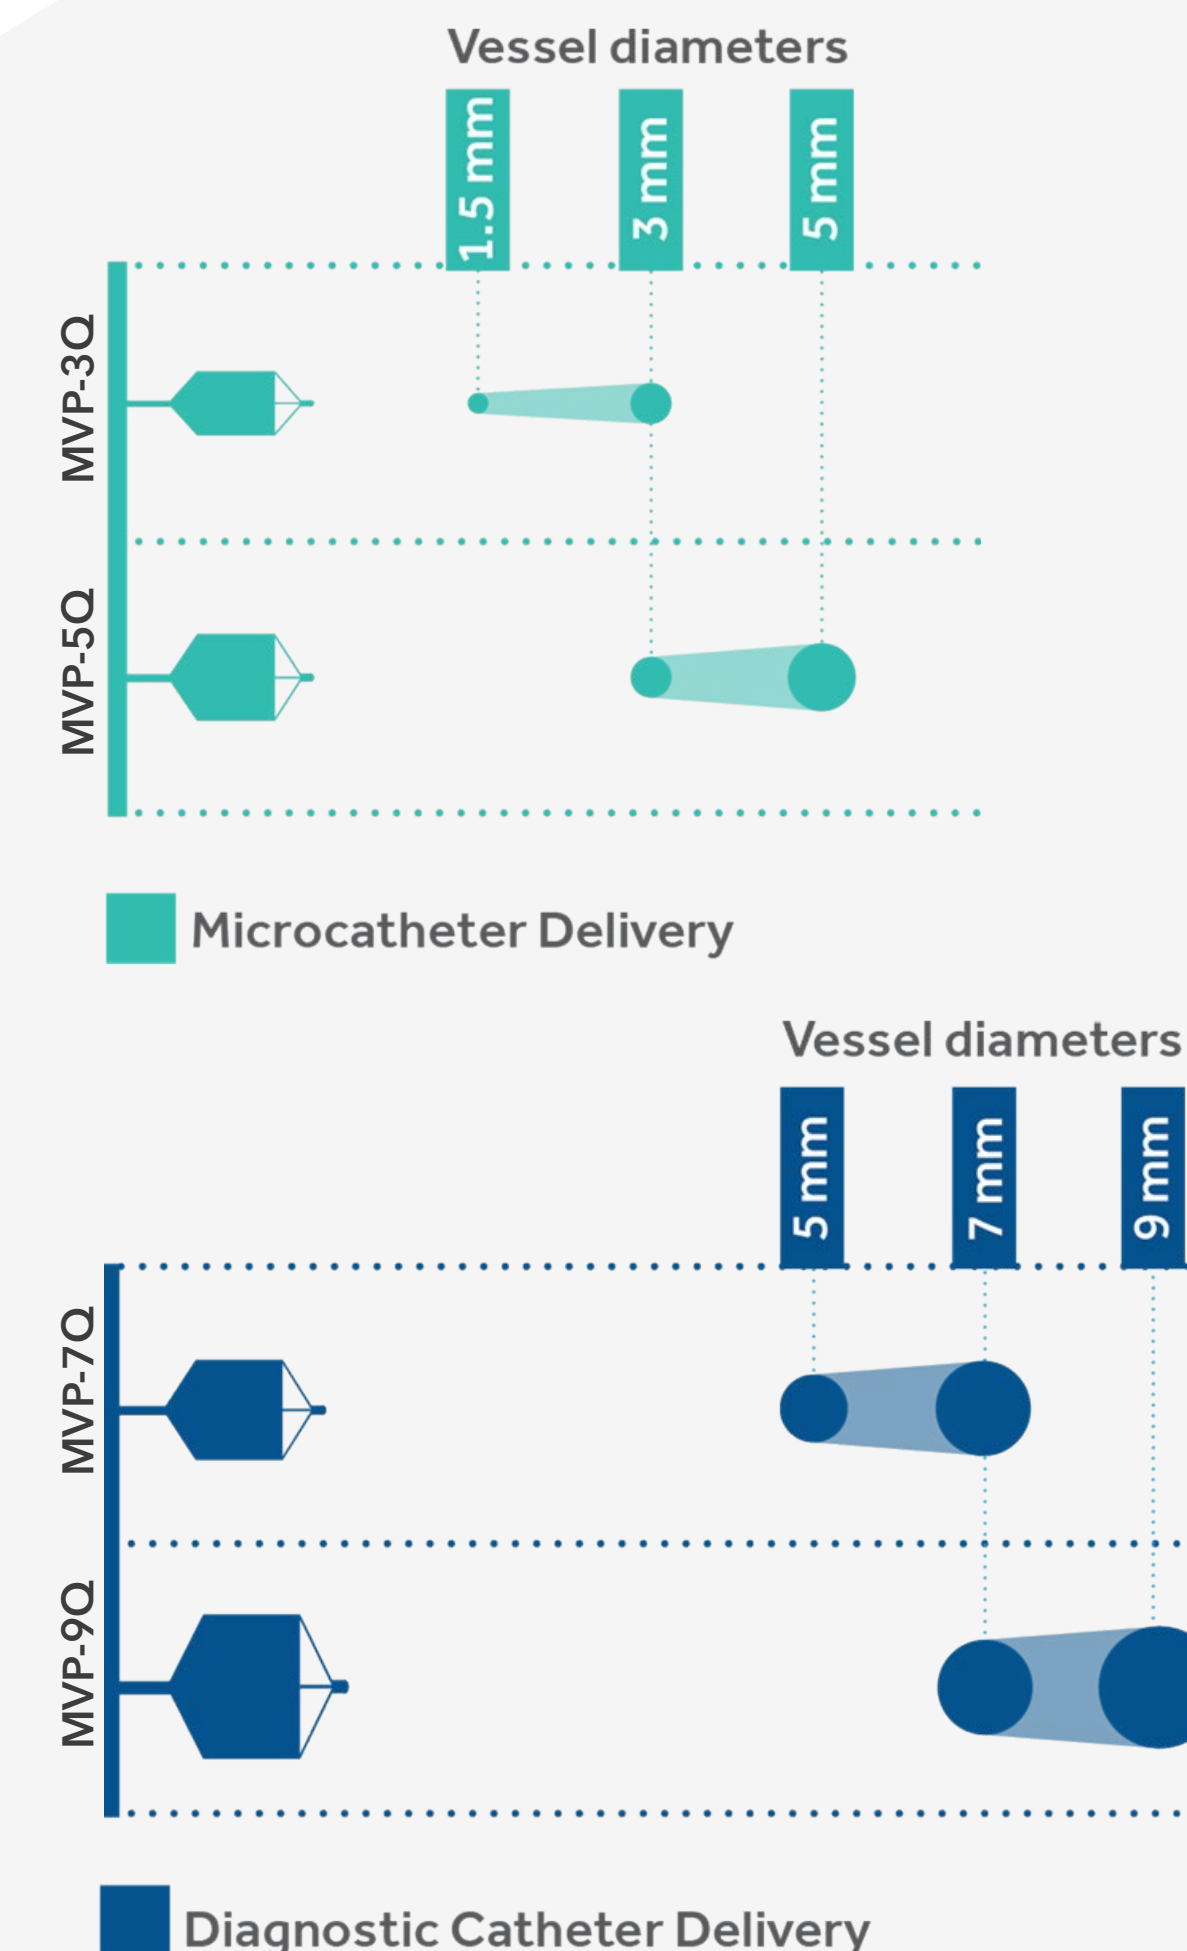 Vessel diameters
1.5 mm
3 mm
5 mm
MVP-3Q
MVP-5Q
Microcatheter Delivery
Vessel diameters
5 mm
7 mm
9 mm
MVP-7Q
MVP-9Q
Diagnostic Catheter Delivery